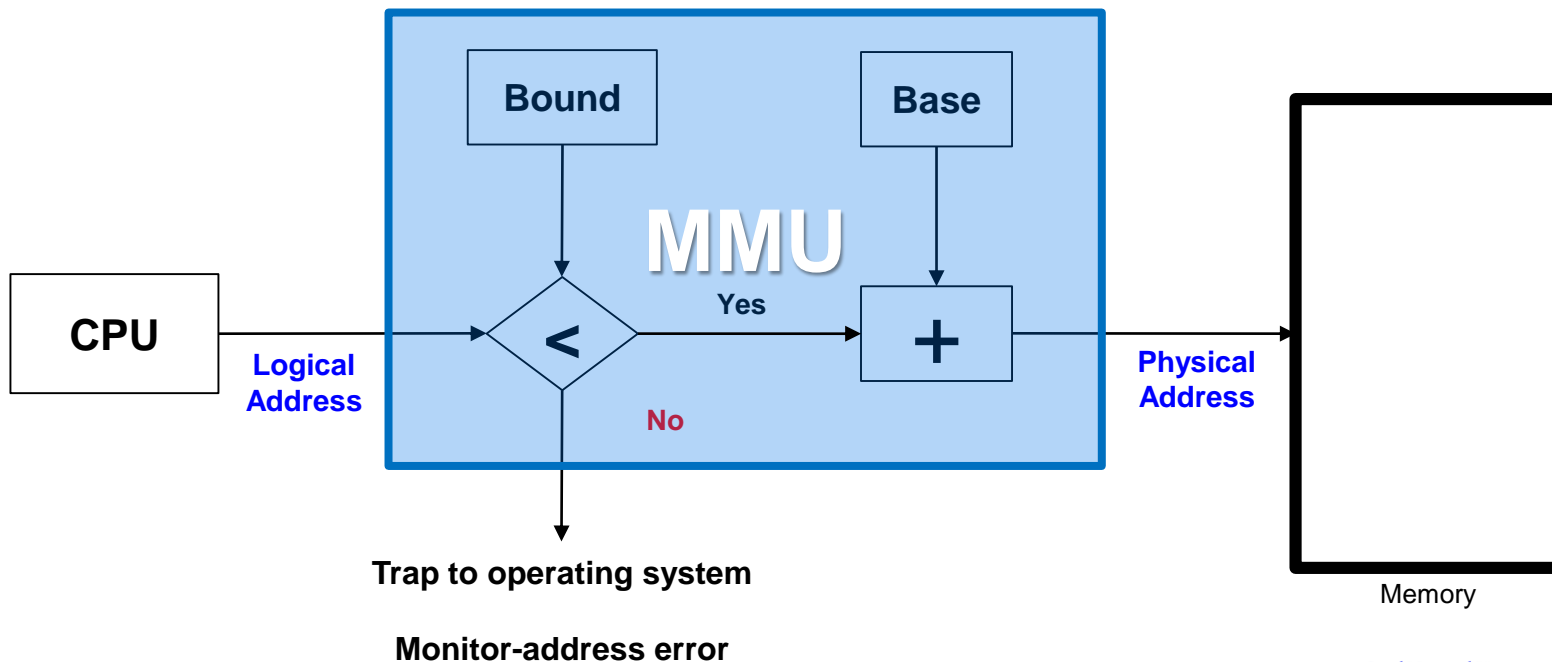 Bound
Base
MMU
CPU
<
Yes
+
Logical
Address
No
Physical
Address
Trap to operating system
Monitor-address error
Memory